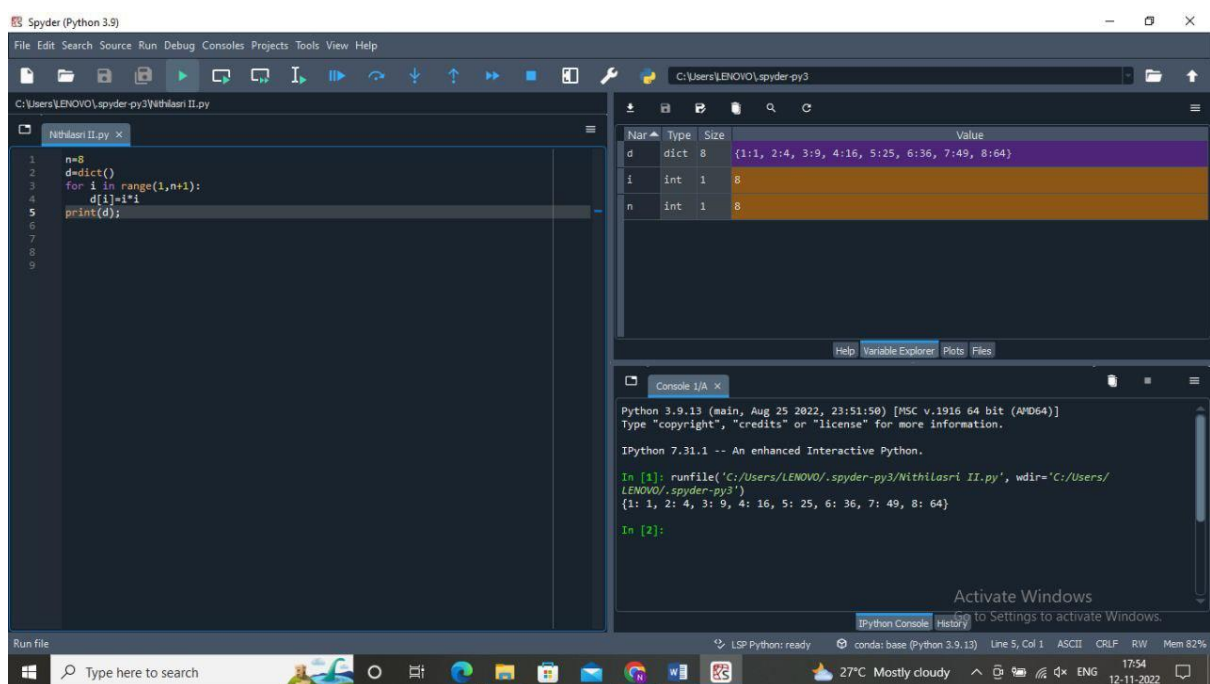 Spyder (Python 3.9)
File Edit Search Source Run Debug Consoles Projects Tools View Help
C:\Users\LENOVO\.spyder-py3
C:\Users\LENOVO\.spyder-py3\Nithilasri II.py
Nithilasri II.py ×
1 n=8
2 d=dict()
3 for i in range(1,n+1):
4     d[i]=i*i
5 print(d);
6
7
8
9
Nar Type Size Value
d dict 8 {1:1, 2:4, 3:9, 4:16, 5:25, 6:36, 7:49, 8:64}
i int 1 8
n int 1 8
Help Variable Explorer Plots Files
Console 1/A ×
Python 3.9.13 (main, Aug 25 2022, 23:51:50) [MSC v.1916 64 bit (AMD64)]
Type "copyright", "credits" or "license" for more information.
IPython 7.31.1 -- An enhanced Interactive Python.
In [1]: runfile('C:/Users/LENOVO/.spyder-py3/Nithilasri II.py', wdir='C:/Users/
LENOVO/.spyder-py3')
{1: 1, 2: 4, 3: 9, 4: 16, 5: 25, 6: 36, 7: 49, 8: 64}
In [2]:
Activate Windows
Go to Settings to activate Windows.
IPython Console History
Run file
LSP Python: ready conda: base (Python 3.9.13) Line 5, Col 1 ASCII CRLF RW Mem 82%
Type here to search
27°C Mostly cloudy ENG 17:54
12-11-2022